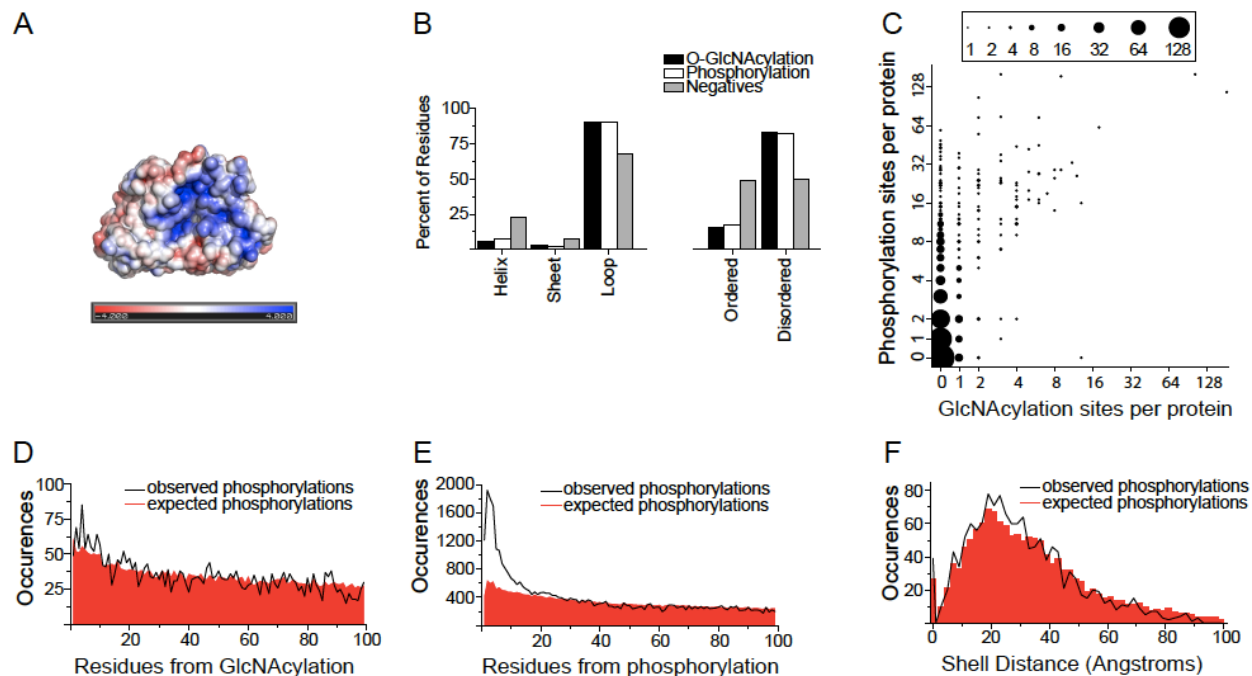 A
-4.000 4.000
B
O-GlcNAcylation
Phosphorylation
Negatives
Percent of Residues
100
75
50
25
Helix
Sheet
Loop
Ordered
Disordered
C
1 2 4 8 16 32 64 128
Phosphorylation sites per protein
128
64
32
16
8
4
2
1
0
0 1 2 4 8 16 32 64 128
GlcNAcylation sites per protein
D
Occurences
100
75
50
25
observed phosphorylations
expected phosphorylations
20 40 60 80 100
Residues from GlcNAcylation
E
Occurences
2000
1600
1200
800
400
observed phosphorylations
expected phosphorylations
20 40 60 80 100
Residues from phosphorylation
F
Occurences
80
60
40
20
observed phosphorylations
expected phosphorylations
0 20 40 60 80 100
Shell Distance (Angstroms)